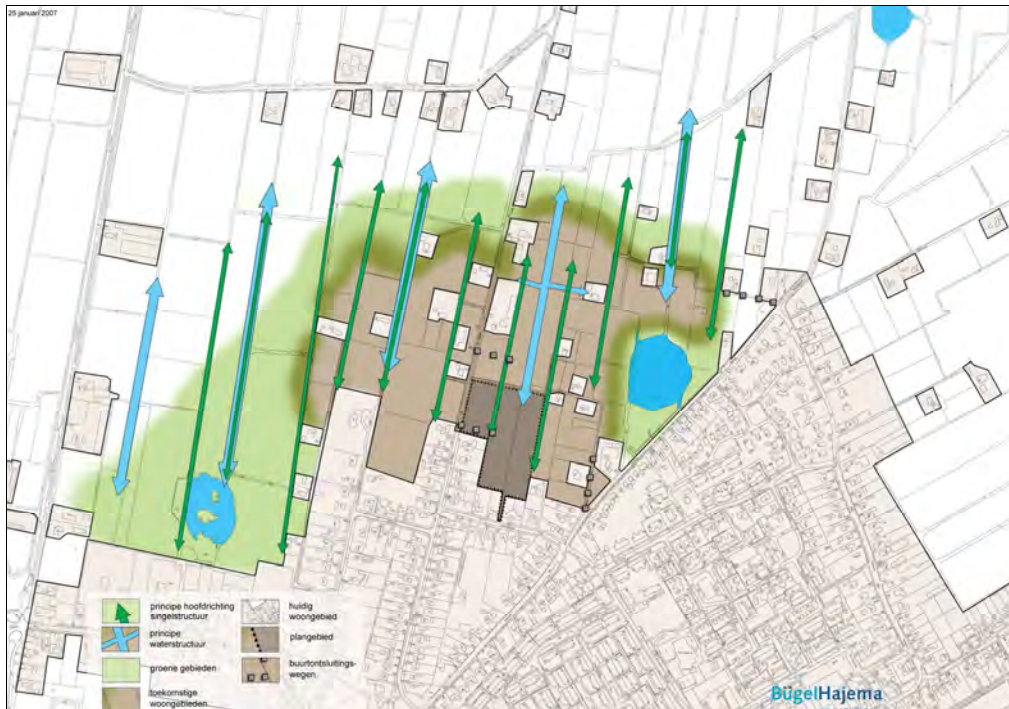 25 januari 2007
principe hoofdrichting
singelstructuur
principe
waterstructuur
groene gebieden
toekomstige
woongebieden
huidig
woongebied
plangebied
buurtontsluitings-
wegen
BügelHajema